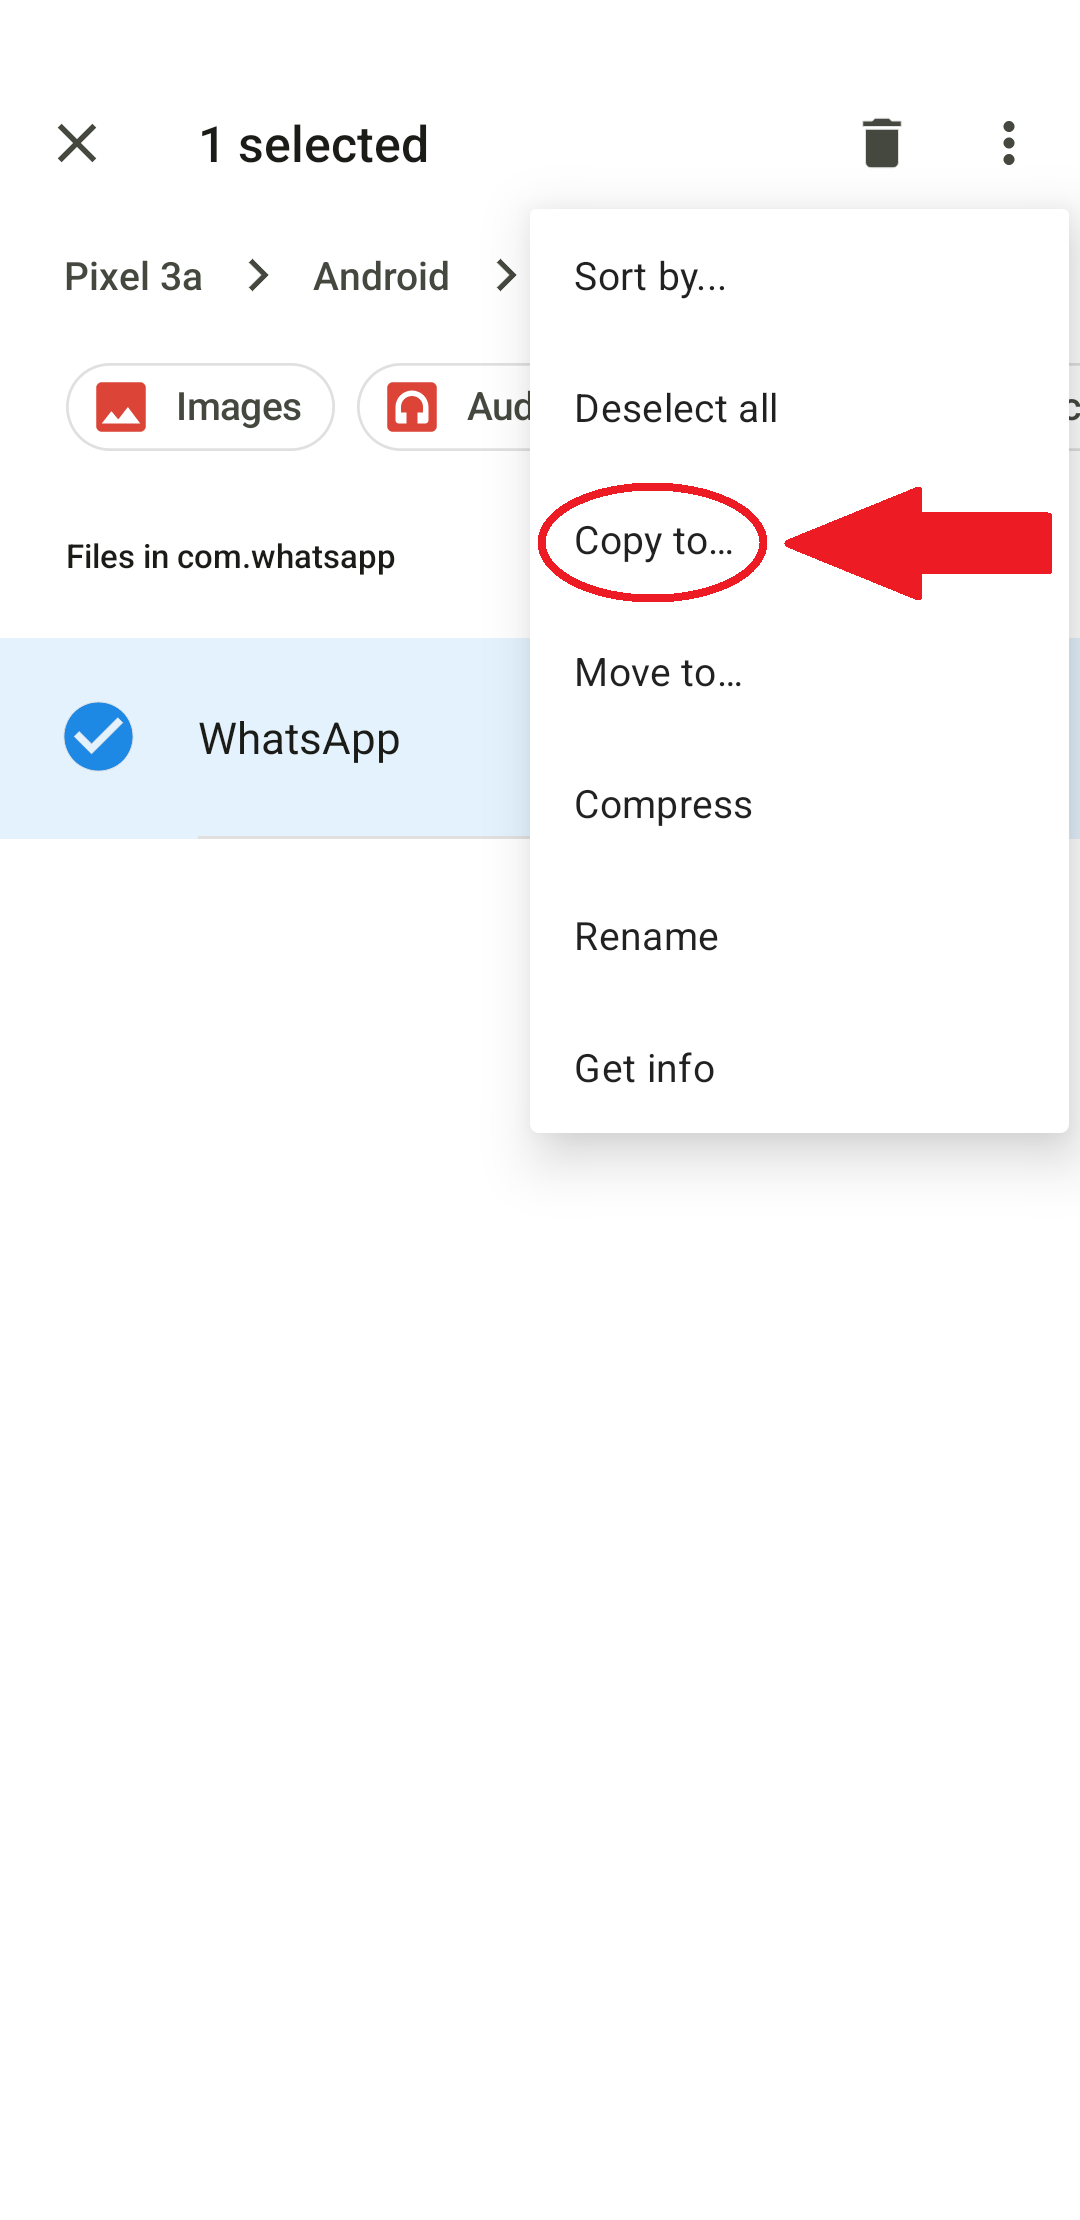 1 selected
Pixel 3a > Android >
Sort by...
Images
Deselect all
Copy to...
Files in com.whatsapp
Move to...
WhatsApp
Compress
Rename
Get info